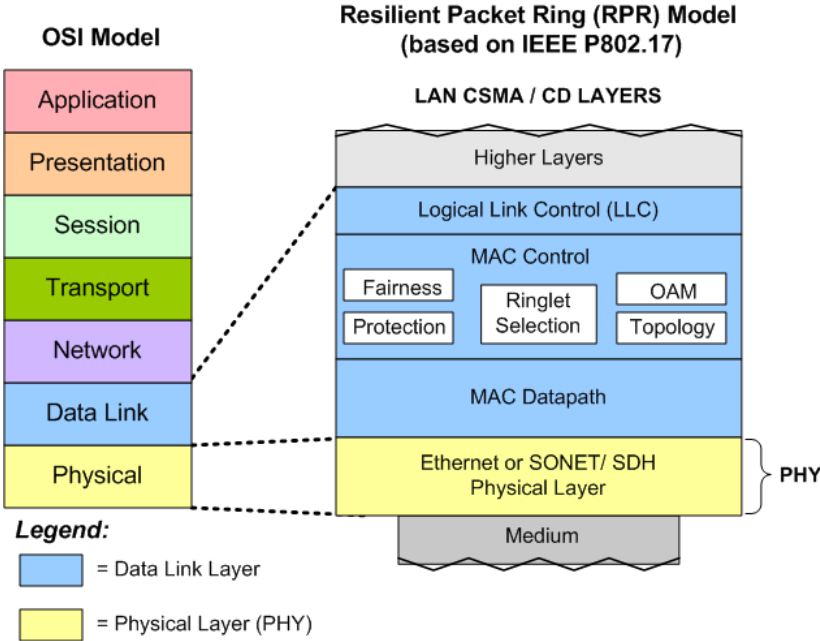 OSI Model
Application
Presentation
Session
Transport
Network
Data Link
Physical
Resilient Packet Ring (RPR) Model
(based on IEEE P802.17)
LAN CSMA / CD LAYERS
Higher Layers
Logical Link Control (LLC)
MAC Control
Fairness
Protection
Ringlet
Selection
OAM
Topology
MAC Datapath
Ethernet or SONET/ SDH
Physical Layer
PHY
Medium
Legend:
= Data Link Layer
= Physical Layer (PHY)